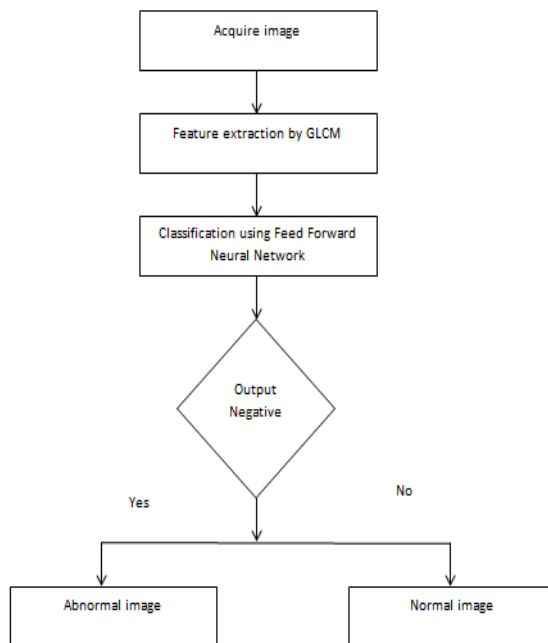 Acquire image
Feature extraction by GLCM
Classification using Feed Forward
Neural Network
Output
Negative
Yes
No
Abnormal image
Normal image